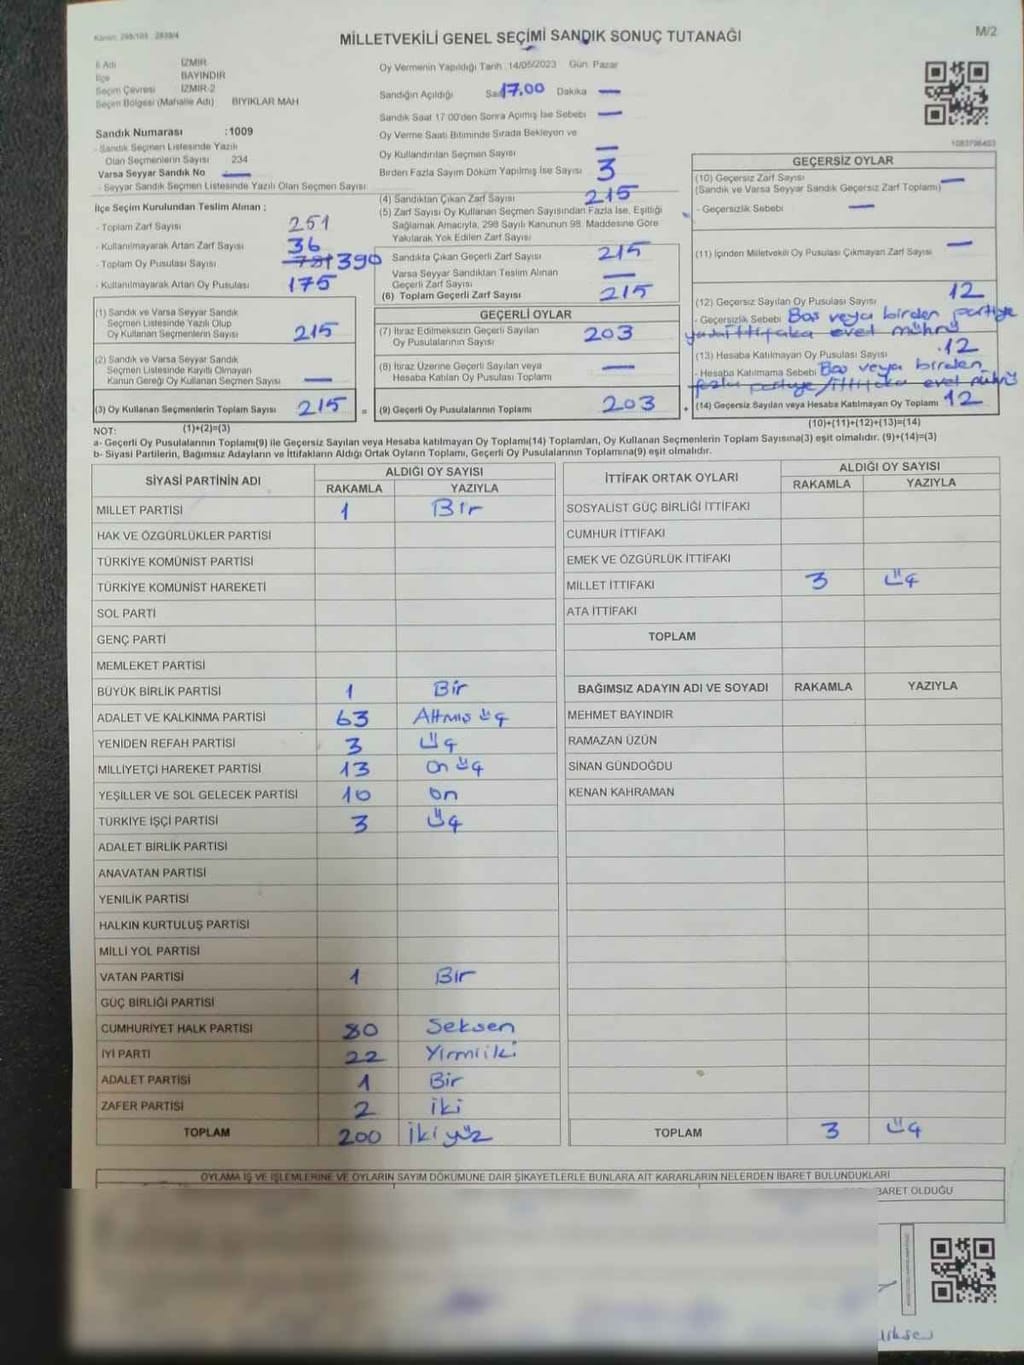 Kanun: 298/101 2839/4
MİLLETVEKİLİ GENEL SEÇİMİ SANDIK SONUÇ TUTANAĞI
M/2
İl Adı İZMİR
İlçe BAYINDIR
Seçim Çevresi İZMİR-2
Seçim Bölgesi (Mahalle Adı) BIYIKLAR MAH
Sandık Numarası :1009
- Sandık Seçmen Listesinde Yazılı
Olan Seçmenlerin Sayısı 234
Varsa Seyyar Sandık No —
- Seyyar Sandık Seçmen Listesinde Yazılı Olan Seçmen Sayısı
Oy Vermenin Yapıldığı Tarih :14/05/2023 Gün: Pazar
Sandığın Açıldığı Saat 17.00 Dakika —
Sandık Saat 17:00'den Sonra Açılmış İse Sebebi —
Oy Verme Saati Bitiminde Sırada Bekleyen ve
Oy Kullandırılan Seçmen Sayısı —
Birden Fazla Sayım Döküm Yapılmış İse Sayısı 3
İlçe Seçim Kurulundan Teslim Alınan ;
- Toplam Zarf Sayısı 251
- Kullanılmayarak Artan Zarf Sayısı 36
- Toplam Oy Pusulası Sayısı 390
- Kullanılmayarak Artan Oy Pusulası 175
(4) Sandıktan Çıkan Zarf Sayısı 215
(5) Zarf Sayısı Oy Kullanan Seçmen Sayısından Fazla İse, Eşitliği
Sağlamak Amacıyla, 298 Sayılı Kanunun 98. Maddesine Göre
Yakılarak Yok Edilen Zarf Sayısı
Sandıkta Çıkan Geçerli Zarf Sayısı 215
Varsa Seyyar Sandıktan Teslim Alınan
Geçerli Zarf Sayısı —
(6) Toplam Geçerli Zarf Sayısı 215
1083796403
GEÇERSİZ OYLAR
(10) Geçersiz Zarf Sayısı —
(Sandık ve Varsa Seyyar Sandık Geçersiz Zarf Toplamı)
- Geçersizlik Sebebi —
(11) İçinden Milletvekili Oy Pusulası Çıkmayan Zarf Sayısı —
(12) Geçersiz Sayılan Oy Pusulası Sayısı 12
- Geçersizlik Sebebi Boş veya birden partiye
ya da ittifaka evet mührü
(13) Hesaba Katılmayan Oy Pusulası Sayısı 12
- Hesaba Katılmama Sebebi Boş veya birden
fazla partiye/ittifaka evet mührü
(14) Geçersiz Sayılan veya Hesaba Katılmayan Oy Toplamı 12
(10)+(11)+(12)+(13)=(14)
(1) Sandık ve Varsa Seyyar Sandık
Seçmen Listesinde Yazılı Olup
Oy Kullanan Seçmenlerin Sayısı 215
(2) Sandık ve Varsa Seyyar Sandık
Seçmen Listesinde Kayıtlı Olmayan
Kanun Gereği Oy Kullanan Seçmen Sayısı —
(3) Oy Kullanan Seçmenlerin Toplam Sayısı 215 =
(1)+(2)=(3)
GEÇERLİ OYLAR
(7) İtiraz Edilmeksizin Geçerli Sayılan
Oy Pusulalarının Sayısı 203
(8) İtiraz Üzerine Geçerli Sayılan veya
Hesaba Katılan Oy Pusulası Toplamı —
(9) Geçerli Oy Pusulalarının Toplamı 203 +
NOT:
a- Geçerli Oy Pusulalarının Toplamı(9) ile Geçersiz Sayılan veya Hesaba katılmayan Oy Toplamı(14) Toplamları, Oy Kullanan Seçmenlerin Toplam Sayısına(3) eşit olmalıdır. (9)+(14)=(3)
b- Siyasi Partilerin, Bağımsız Adayların ve İttifakların Aldığı Ortak Oyların Toplamı, Geçerli Oy Pusulalarının Toplamına(9) eşit olmalıdır.
SİYASİ PARTİNİN ADI ALDIĞI OY SAYISI
RAKAMLA YAZIYLA
MİLLET PARTİSİ 1 Bir
HAK VE ÖZGÜRLÜKLER PARTİSİ
TÜRKİYE KOMÜNİST PARTİSİ
TÜRKİYE KOMÜNİST HAREKETİ
SOL PARTİ
GENÇ PARTİ
MEMLEKET PARTİSİ
BÜYÜK BİRLİK PARTİSİ 1 Bir
ADALET VE KALKINMA PARTİSİ 63 Altmış üç
YENİDEN REFAH PARTİSİ 3 üç
MİLLİYETÇİ HAREKET PARTİSİ 13 on üç
YEŞİLLER VE SOL GELECEK PARTİSİ 10 on
TÜRKİYE İŞÇİ PARTİSİ 3 üç
ADALET BİRLİK PARTİSİ
ANAVATAN PARTİSİ
YENİLİK PARTİSİ
HALKIN KURTULUŞ PARTİSİ
MİLLİ YOL PARTİSİ
VATAN PARTİSİ 1 Bir
GÜÇ BİRLİĞİ PARTİSİ
CUMHURİYET HALK PARTİSİ 80 Seksen
İYİ PARTİ 22 Yirmi iki
ADALET PARTİSİ 1 Bir
ZAFER PARTİSİ 2 iki
TOPLAM 200 İki yüz
İTTİFAK ORTAK OYLARI ALDIĞI OY SAYISI
RAKAMLA YAZIYLA
SOSYALİST GÜÇ BİRLİĞİ İTTİFAKI
CUMHUR İTTİFAKI
EMEK VE ÖZGÜRLÜK İTTİFAKI
MİLLET İTTİFAKI 3 üç
ATA İTTİFAKI
TOPLAM
BAĞIMSIZ ADAYIN ADI VE SOYADI RAKAMLA YAZIYLA
MEHMET BAYINDIR
RAMAZAN ÜZÜN
SİNAN GÜNDOĞDU
KENAN KAHRAMAN
TOPLAM 3 üç
OYLAMA İŞ VE İŞLEMLERİNE VE OYLARIN SAYIM DÖKÜMÜNE DAİR ŞİKAYETLERLE BUNLARA AİT KARARLARIN NELERDEN İBARET BULUNDUKLARI
BARET OLDUĞU